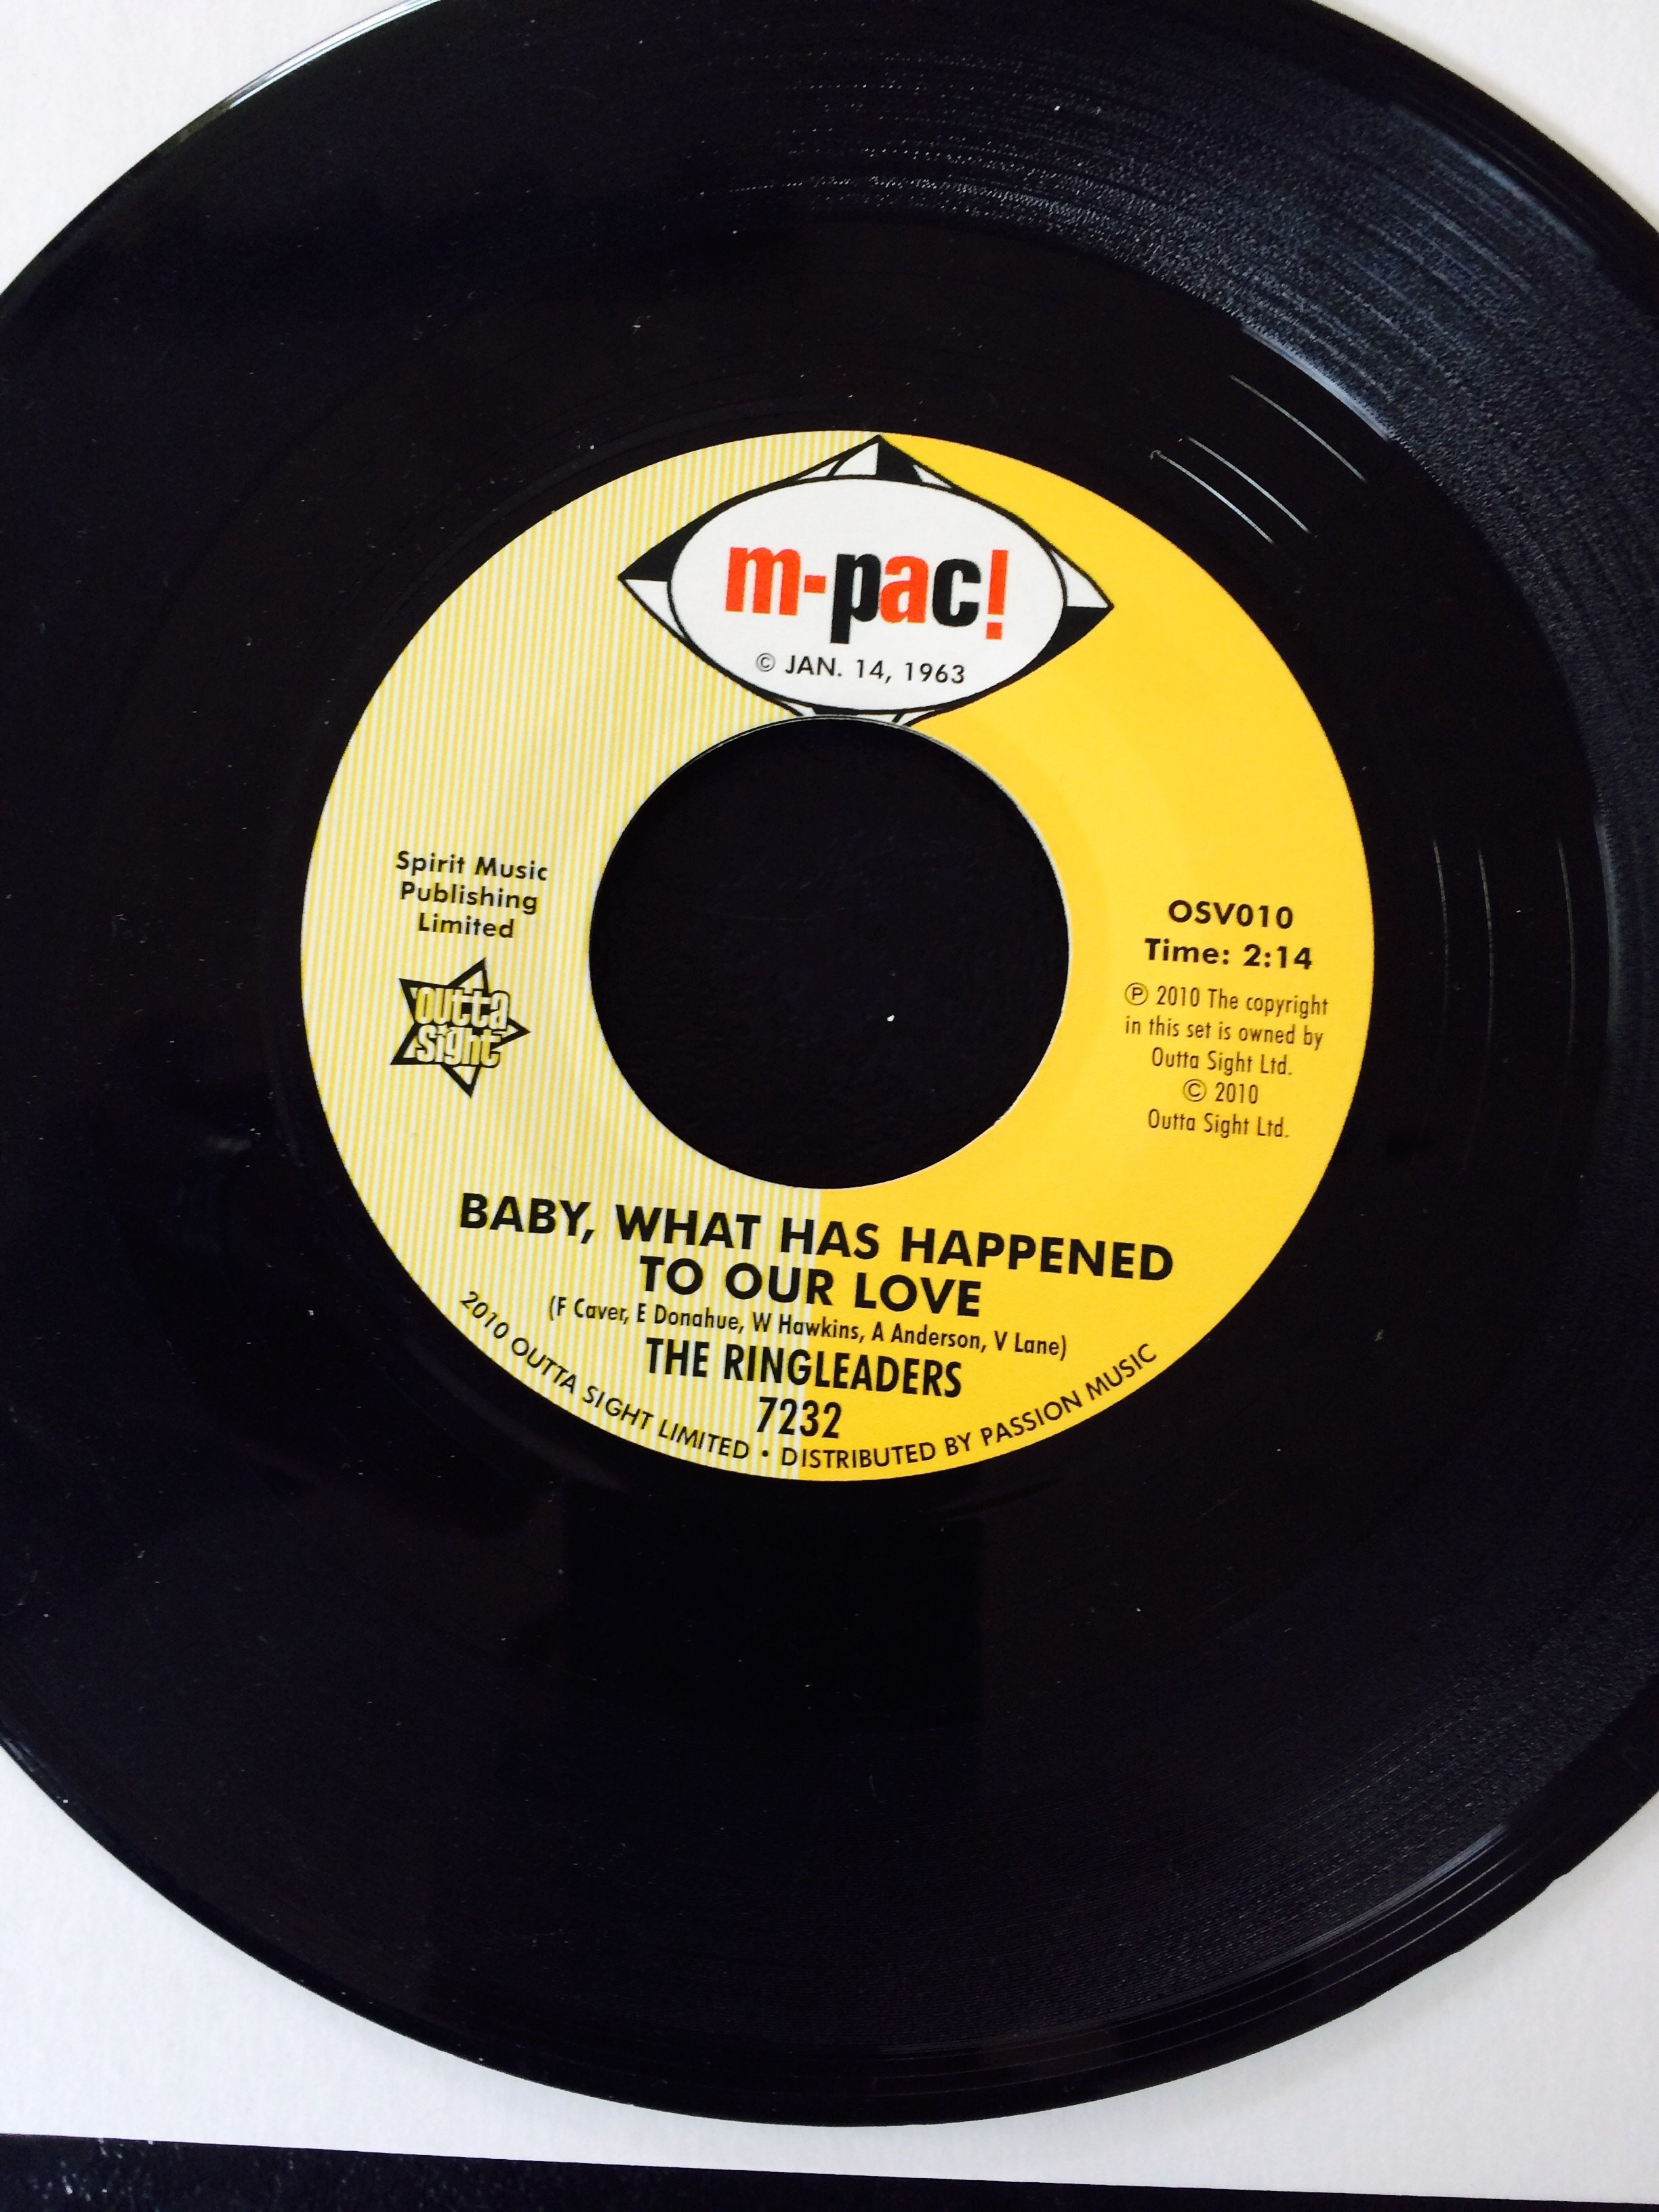 m-pac!
© JAN. 14, 1963
Spirit Music
Publishing
Limited
outta
sight
OSV010
Time: 2:14
℗ 2010 The copyright
in this set is owned by
Outta Sight Ltd.
© 2010
Outta Sight Ltd.
BABY, WHAT HAS HAPPENED
TO OUR LOVE
(F Caver, E Donahue, W Hawkins, A Anderson, V Lane)
THE RINGLEADERS
7232
2010 OUTTA SIGHT LIMITED • DISTRIBUTED BY PASSION MUSIC